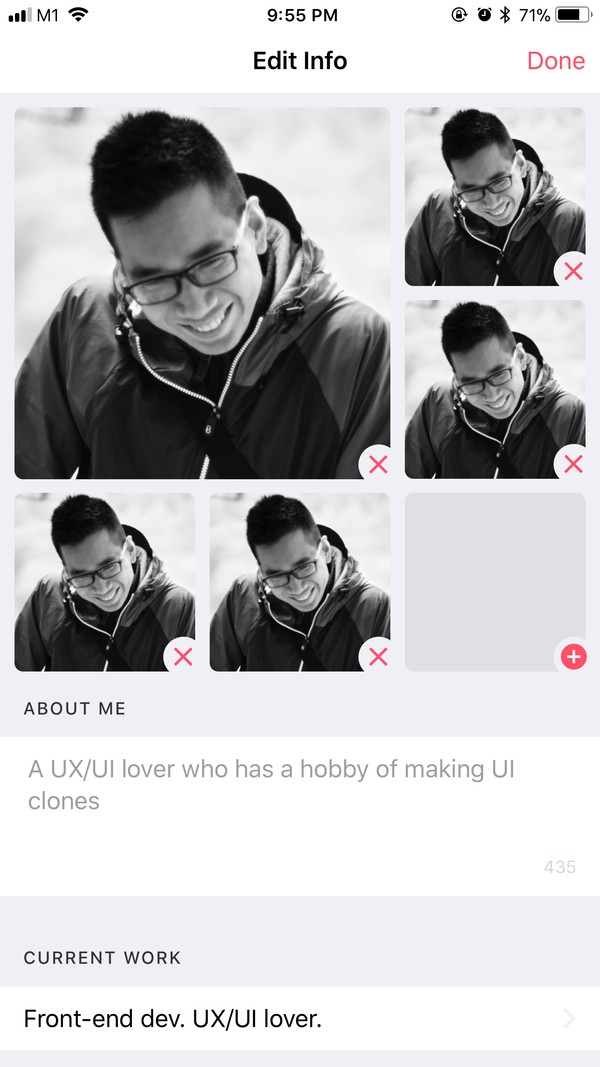 M1 9:55 PM 71%
Edit Info Done
ABOUT ME
A UX/UI lover who has a hobby of making UI
clones
435
CURRENT WORK
Front-end dev. UX/UI lover.